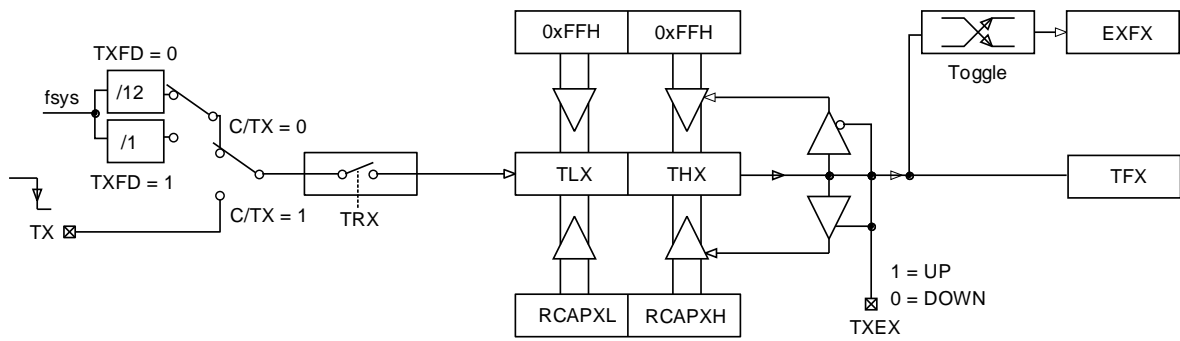 0xFFH 0xFFH
EXFX
Toggle
TXFD = 0
fsys
/12
/1
TXFD = 1
C/TX = 0
C/TX = 1
TX
TRX
TLX THX
TFX
RCAPXL RCAPXH
1 = UP
0 = DOWN
TXEX